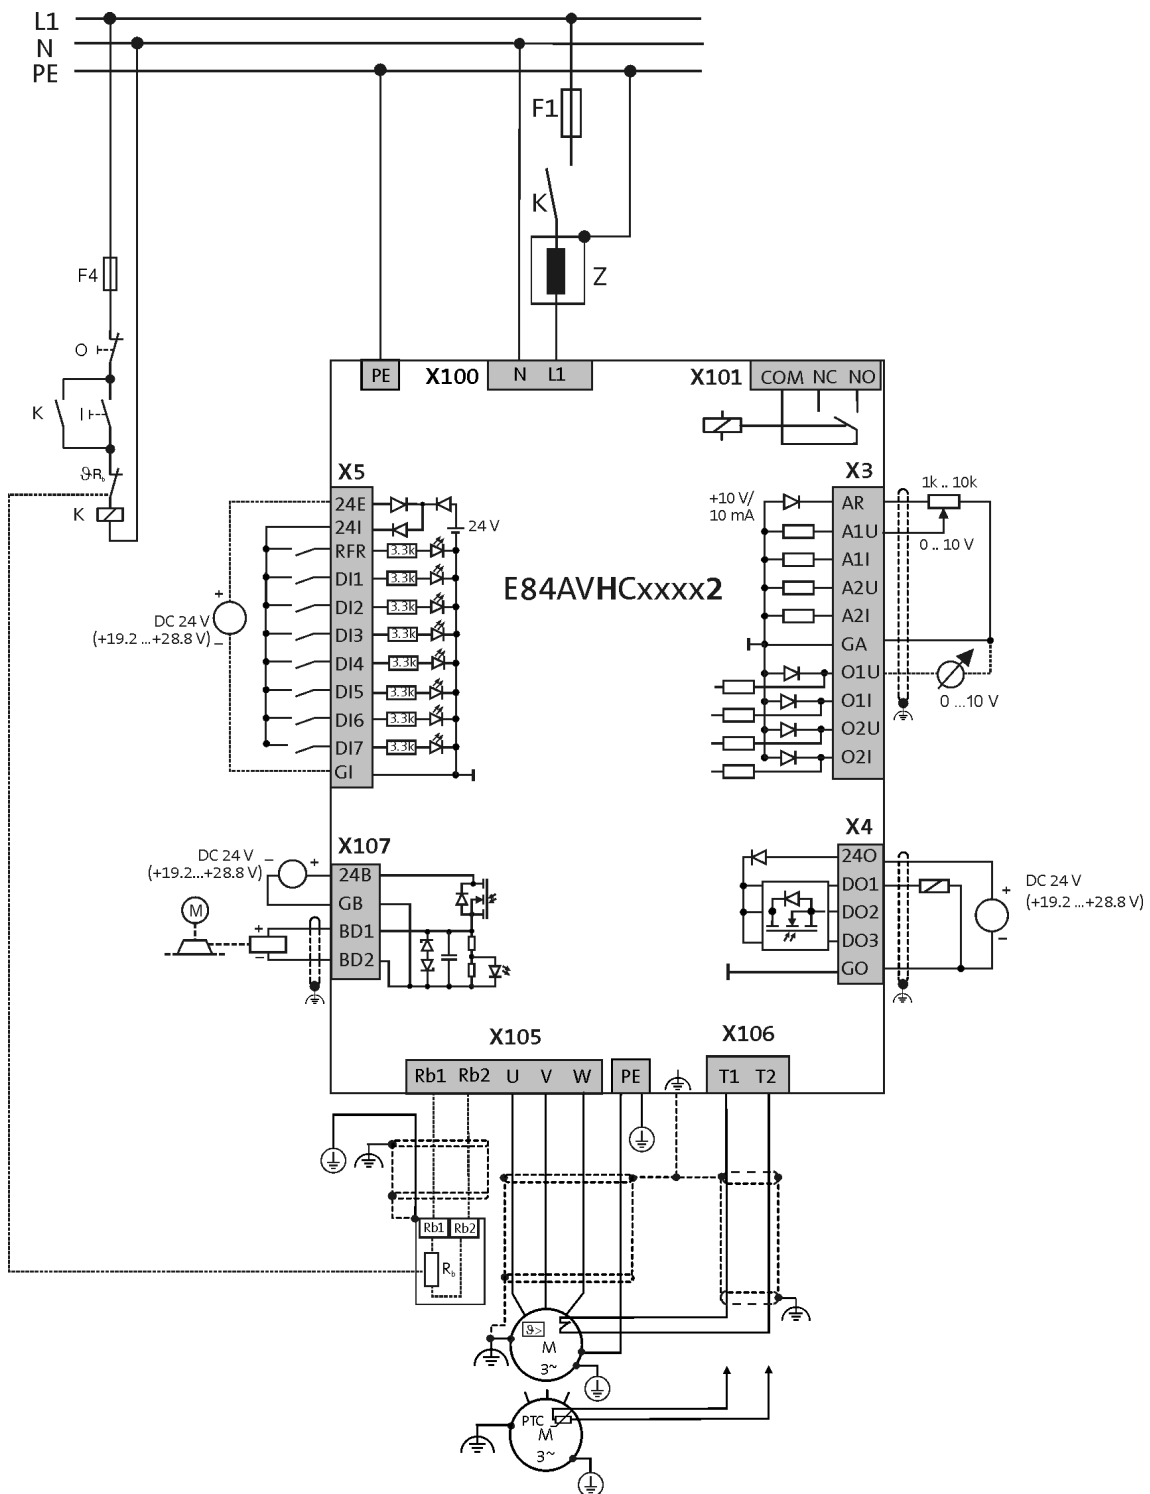 L1
N
PE
F1
K
Z
F4
O
K
I
ϑRb
K
PE
X100
N L1
X101
COM NC NO
X5
24E
24I
24 V
RFR
3.3k
DI1
3.3k
DI2
3.3k
DI3
3.3k
DI4
3.3k
DI5
3.3k
DI6
3.3k
DI7
3.3k
GI
+
DC 24 V
(+19.2 ...+28.8 V)
–
E84AVHCxxxx2
X3
+10 V/
10 mA
AR
A1U
A1I
A2U
A2I
GA
O1U
O1I
O2U
O2I
1k .. 10k
0 .. 10 V
0 ...10 V
X107
DC 24 V
(+19.2...+28.8 V)
–
+
24B
GB
BD1
BD2
M
+
–
X4
24O
DO1
DO2
DO3
GO
DC 24 V
(+19.2 ...+28.8 V)
+
–
X105
Rb1 Rb2 U V W
PE
X106
T1 T2
Rb1 Rb2
Rb
ϑ>
M
3~
PTC
M
3~